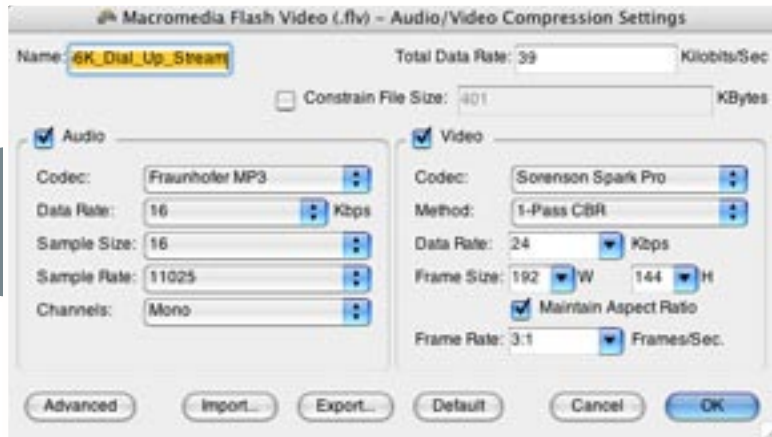 Macromedia Flash Video (.flv) – Audio/Video Compression Settings
Name: 6K_Dial_Up_Stream Total Data Rate: 39 Kilobits/Sec
Constrain File Size: 401 KBytes
Audio
Codec: Fraunhofer MP3
Data Rate: 16 Kbps
Sample Size: 16
Sample Rate: 11025
Channels: Mono
Video
Codec: Sorenson Spark Pro
Method: 1-Pass CBR
Data Rate: 24 Kbps
Frame Size: 192 W 144 H
Maintain Aspect Ratio
Frame Rate: 3:1 Frames/Sec.
Advanced Import... Export... Default Cancel OK